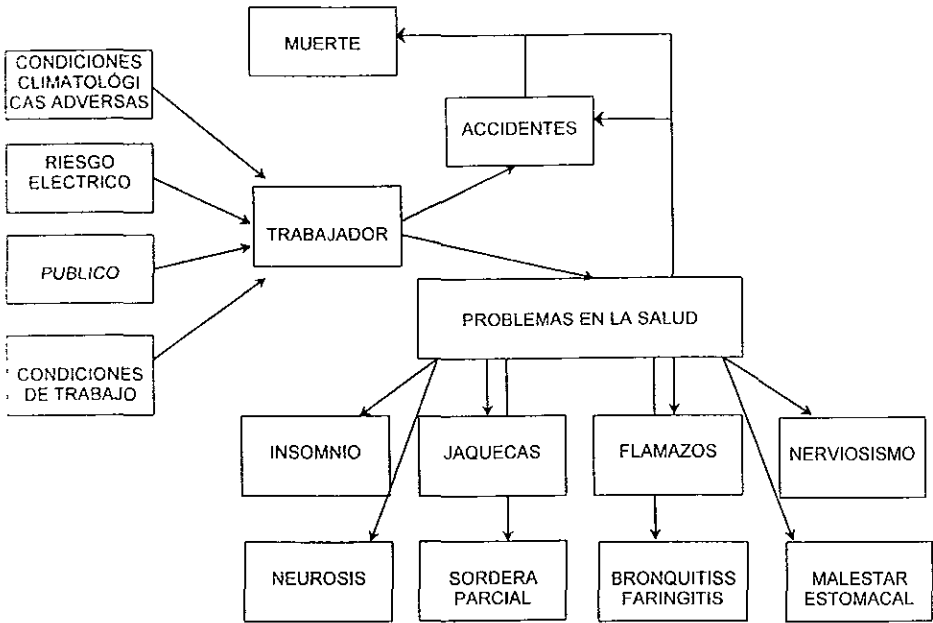 MUERTE
CONDICIONES
CLIMATOLÓGI
CAS ADVERSAS
ACCIDENTES
RIESGO
ELECTRICO
TRABAJADOR
PUBLICO
PROBLEMAS EN LA SALUD
CONDICIONES
DE TRABAJO
INSOMNIO
JAQUECAS
FLAMAZOS
NERVIOSISMO
NEUROSIS
SORDERA
PARCIAL
BRONQUITISS
FARINGITIS
MALESTAR
ESTOMACAL